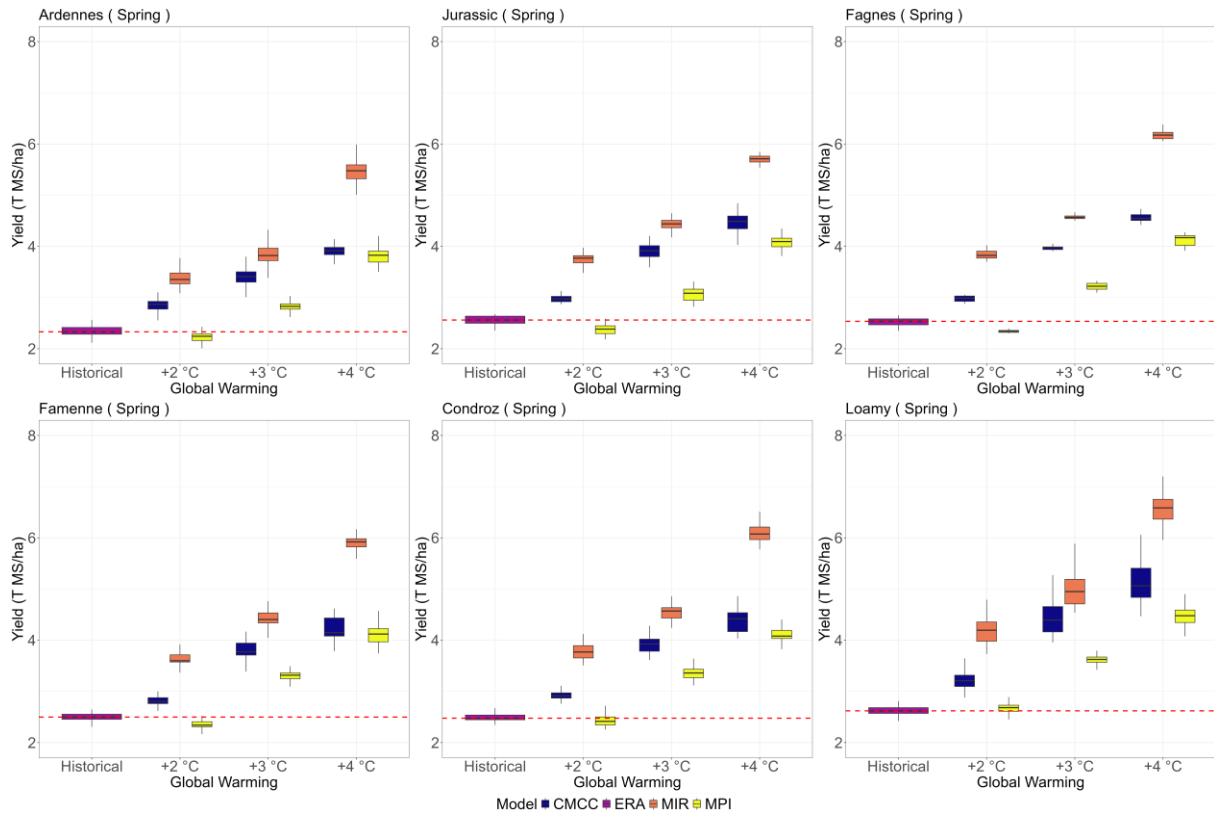 Ardennes ( Spring )
Jurassic ( Spring )
Fagnes ( Spring )
Yield (T MS/ha)
8
6
4
2
Historical +2 °C +3 °C +4 °C
Global Warming
Yield (T MS/ha)
8
6
4
2
Historical +2 °C +3 °C +4 °C
Global Warming
Yield (T MS/ha)
8
6
4
2
Historical +2 °C +3 °C +4 °C
Global Warming
Famenne ( Spring )
Condroz ( Spring )
Loamy ( Spring )
Yield (T MS/ha)
8
6
4
2
Historical +2 °C +3 °C +4 °C
Global Warming
Yield (T MS/ha)
8
6
4
2
Historical +2 °C +3 °C +4 °C
Global Warming
Yield (T MS/ha)
8
6
4
2
Historical +2 °C +3 °C +4 °C
Global Warming
Model CMCC ERA MIR MPI